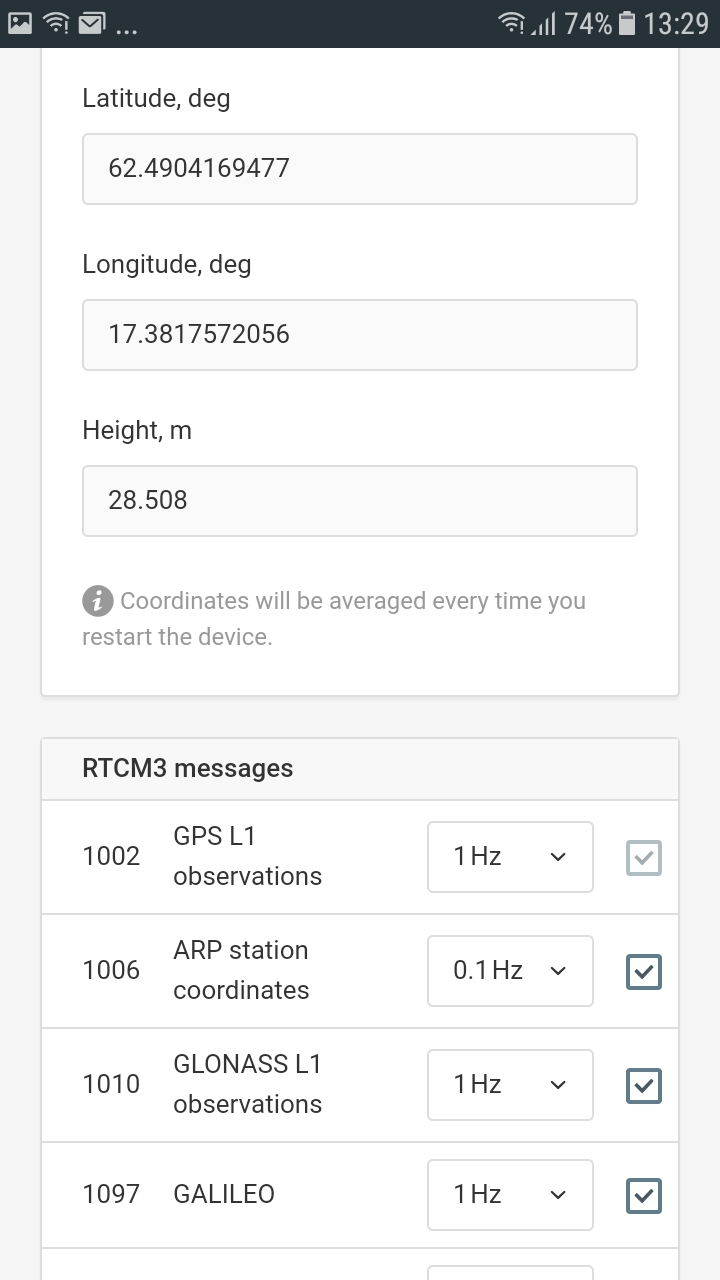 ... 74% 13:29
Latitude, deg
62.4904169477
Longitude, deg
17.3817572056
Height, m
28.508
Coordinates will be averaged every time you
restart the device.
RTCM3 messages
1002 GPS L1 observations 1 Hz
1006 ARP station coordinates 0.1 Hz
1010 GLONASS L1 observations 1 Hz
1097 GALILEO 1 Hz